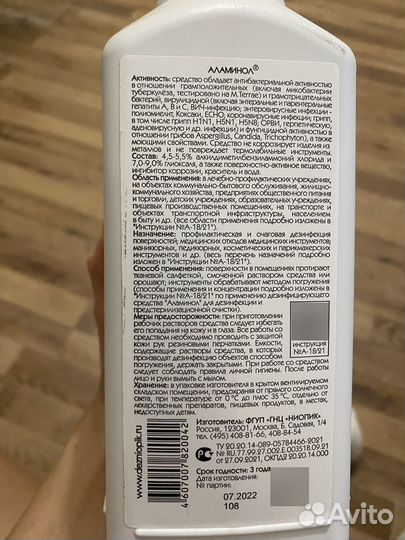 АЛАМИНОЛ®
Активность: средство обладает антибактериальной активностью
в отношении грамположительных (включая микобактерии
туберкулёза, тестировано на M.Terrae) и грамотрицательных
бактерий, вирулицидной (включая энтеральные и парентеральные
гепатиты А, В и С, ВИЧ-инфекцию; энтеровирусные инфекции -
полиомиелит, Коксаки, ECHO; коронавирусные инфекции; грипп,
в том числе грипп H1N1, H5N1, H5N8; ОРВИ, герпетическую,
аденовирусную и др. инфекции) и фунгицидной активностью
в отношении грибов Aspergillus, Candida, Trichophyton), а также
моющими свойствами. Средство не корродирует изделия из
металлов и не повреждает термолабильные инструменты.
Состав: 4,5-5,5% алкилдиметилбензиламмоний хлорида и
7,0-9,0% глиоксаля, а также поверхностно-активное вещество,
ингибитор коррозии, краситель и вода.
Область применения: в лечебно-профилактических учреждениях,
на объектах коммунально-бытового обслуживания, жилищно-
коммунального хозяйства, предприятиях общественного питания
и торговли, детских учреждениях, образовательных учреждениях,
пищевых производственных помещениях, на транспорте и
объектах транспортной инфраструктуры, населением
в быту и др. (все области применения подробно изложены в
"Инструкции №А-18/21").
Назначение: профилактическая и очаговая дезинфекция
поверхностей; медицинских отходов медицинских инструментов;
маникюрных, педикюрных, косметических и парикмахерских
инструментов и др. (весь перечень назначений подробно
изложен в "Инструкции №А-18/21").
Способ применения: поверхности в помещениях протирают
тканевой салфеткой, смоченной раствором средства или
орошают; инструменты обрабатывают методом погружения
(способы применения и концентрации подробно изложены в
"Инструкции №А-18/21" по применению дезинфицирующего
средства "Аламинол" для дезинфекции и
предстерилизационной очистки).
Меры предосторожности: при приготовлении
рабочих растворов средства следует избегать
его попадания на кожу и в глаза. Все работы со
средством необходимо проводить с защитой
кожи рук резиновыми перчатками. Емкости,
содержащие растворы средства, в которых
производят дезинфекцию объектов способом
погружения, держать закрытыми. При работе со средством
следует соблюдать правила личной гигиены. После работы
лицо и руки вымыть с мылом.
Хранение: в упаковке изготовителя в крытом вентилируемом
складском помещении, предохраняя от прямого солнечного
света, при температуре от 0 °С до плюс 35 °С, отдельно
от лекарственных препаратов, пищевых продуктов, в местах,
недоступных детям.
инструкция
№А-18/21
Изготовитель: ФГУП «ГНЦ «НИОПИК»
Россия, 123001, Москва, Б. Садовая, 1/4
тел. (495) 408-81-66, 408-84-54
ТУ 20.20.14-089-05784466-2021
№ RU.77.99.27.002.Е.003518.09.21
от 27.09.2021, ОКПД2 20.20.14.000
Срок годности: 3 года
Дата изготовления:
№ партии:
07.2022
108
www.dezniopik.ru
4 607007 820042
Avito